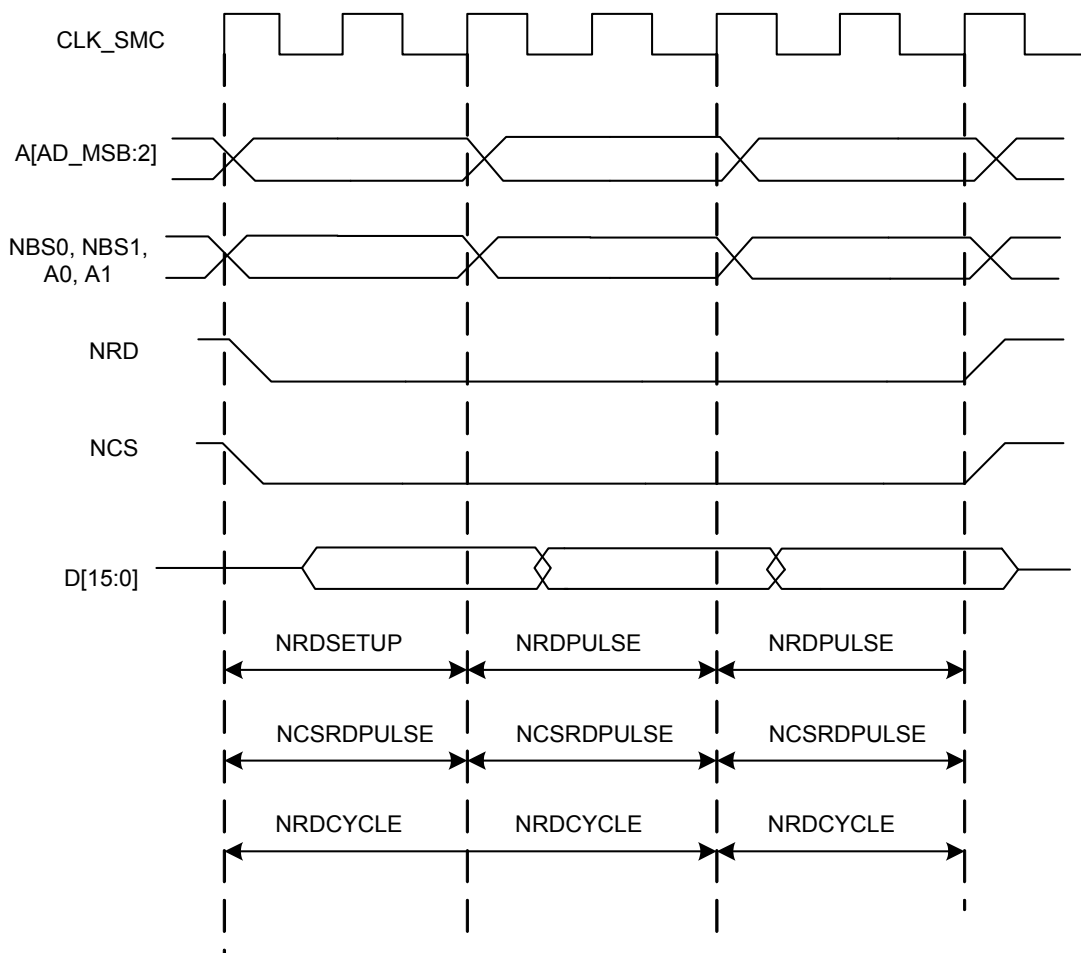 CLK_SMC
A[AD_MSB:2]
NBS0, NBS1,
A0, A1
NRD
NCS
D[15:0]
NRDSETUP NRDPULSE NRDPULSE
NCSRDPULSE NCSRDPULSE NCSRDPULSE
NRDCYCLE NRDCYCLE NRDCYCLE